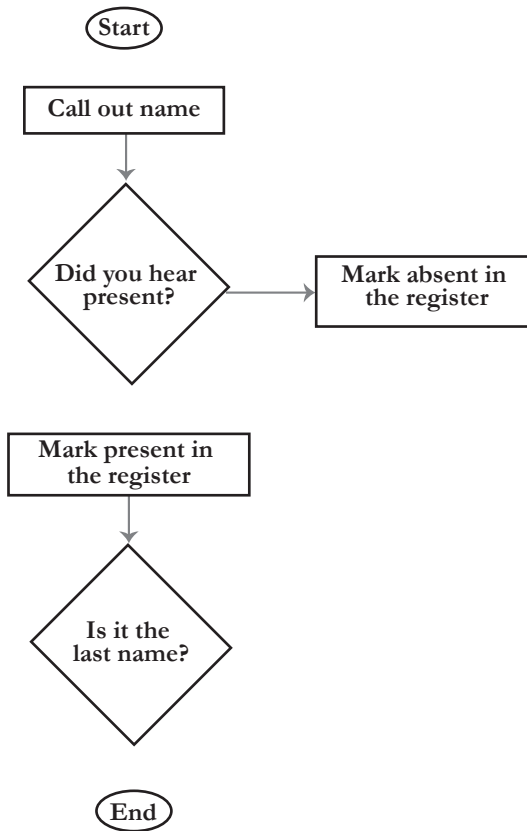 Start
Call out name
Did you hear
present?
Mark absent in
the register
Mark present in
the register
Is it the
last name?
End